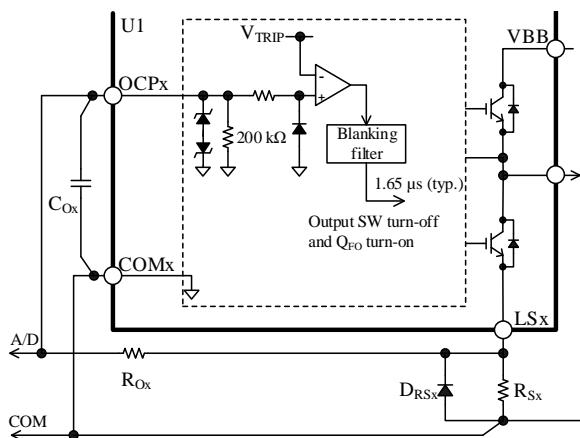 U1
VBB
VTRIP
OCPx
-
+
200 kΩ
Blanking
filter
COx
1.65 µs (typ.)
Output SW turn-off
and QFO turn-on
COMx
LSx
A/D
ROx
DRSx
RSx
COM